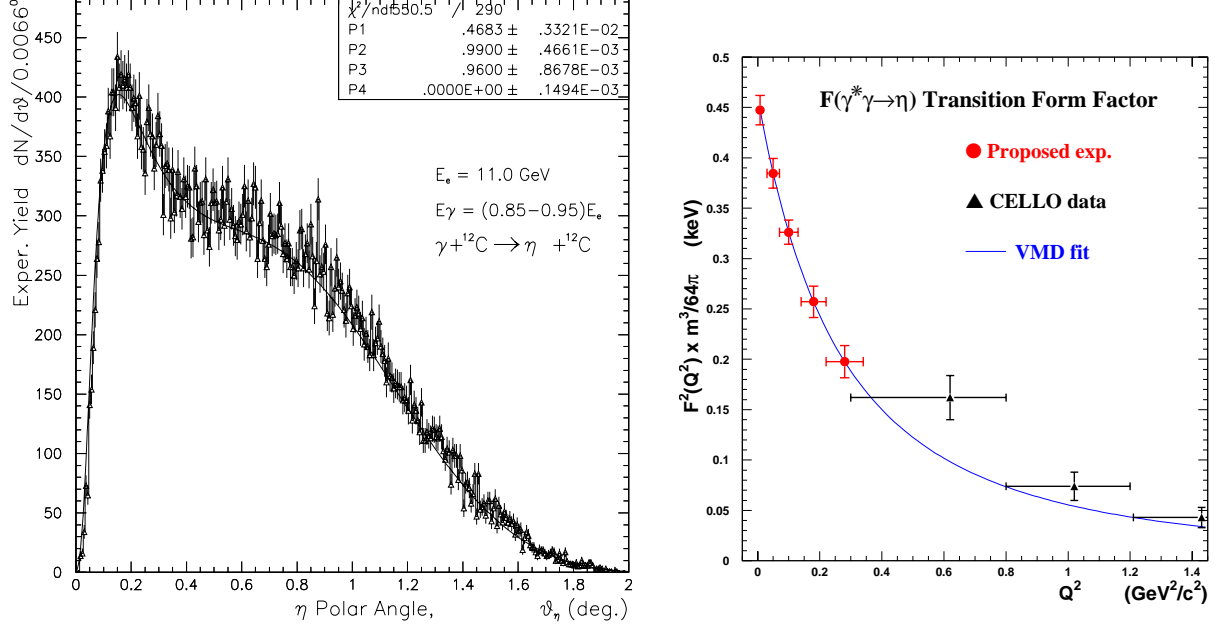 χ²/ndf550.5 / 290
P1 .4683 ± .3321E-02
P2 .9900 ± .4661E-03
P3 .9600 ± .8678E-03
P4 .0000E+00 ± .1494E-03
Exper. Yield dN/dϑ/0.0066°
450
400
350
300
250
200
150
100
50
0
E_e = 11.0 GeV
Eγ = (0.85−0.95)E_e
γ+¹²C → η +¹²C
0 0.2 0.4 0.6 0.8 1 1.2 1.4 1.6 1.8 2
η Polar Angle, ϑ_η (deg.)
F²(Q²) x m³/64π (keV)
0.5
0.45
0.4
0.35
0.3
0.25
0.2
0.15
0.1
0.05
0
F(γ*γ→η) Transition Form Factor
Proposed exp.
CELLO data
VMD fit
0 0.2 0.4 0.6 0.8 1 1.2 1.4
Q² (GeV²/c²)